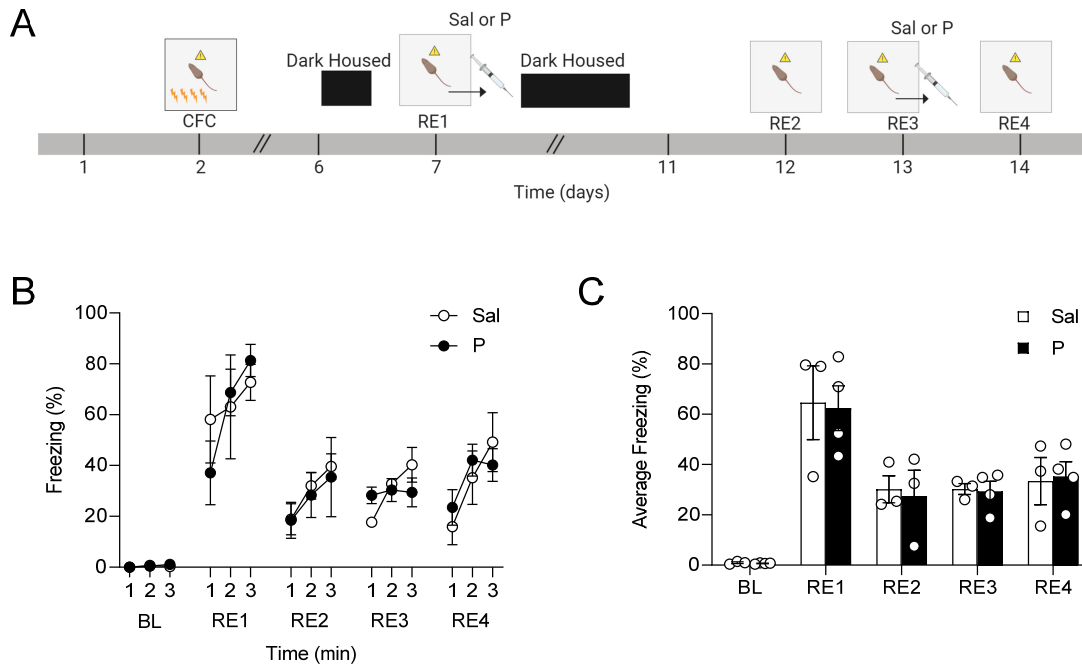 A
Sal or P
Sal or P
Dark Housed
Dark Housed
CFC
RE1
RE2
RE3
RE4
1
2
6
7
11
12
13
14
Time (days)
B
Sal
P
100
80
60
40
20
0
Freezing (%)
1 2 3 1 2 3 1 2 3 1 2 3 1 2 3
BL RE1 RE2 RE3 RE4
Time (min)
C
Sal
P
100
80
60
40
20
0
Average Freezing (%)
BL RE1 RE2 RE3 RE4